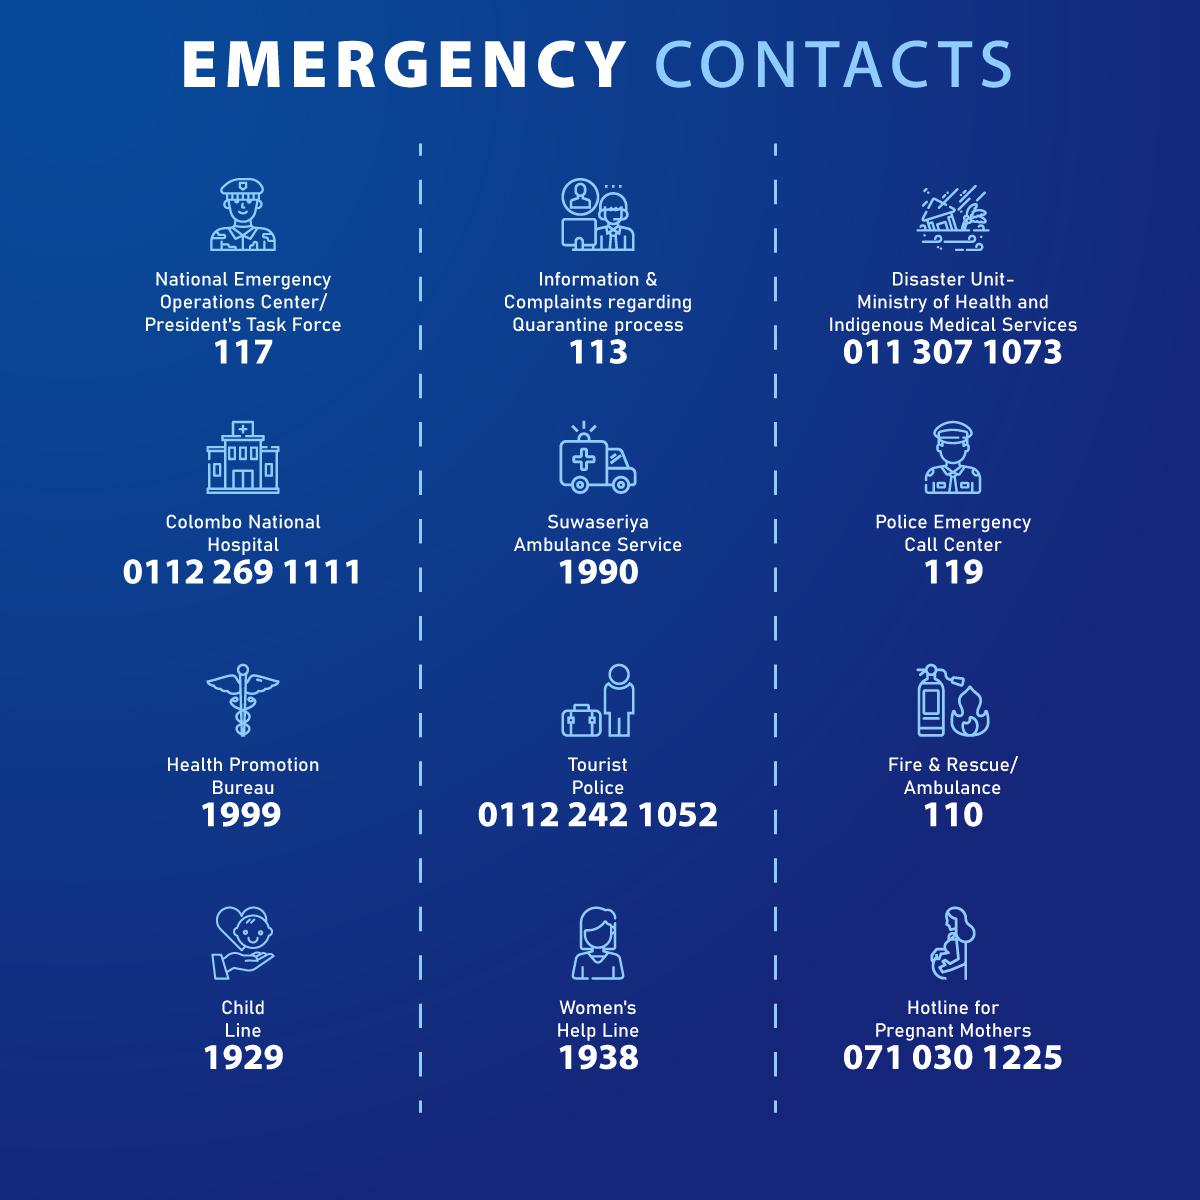 EMERGENCY CONTACTS
National Emergency
Operations Center/
President's Task Force
117
Information &
Complaints regarding
Quarantine process
113
Disaster Unit-
Ministry of Health and
Indigenous Medical Services
011 307 1073
Colombo National
Hospital
0112 269 1111
Suwaseriya
Ambulance Service
1990
Police Emergency
Call Center
119
Health Promotion
Bureau
1999
Tourist
Police
0112 242 1052
Fire & Rescue/
Ambulance
110
Child
Line
1929
Women's
Help Line
1938
Hotline for
Pregnant Mothers
071 030 1225